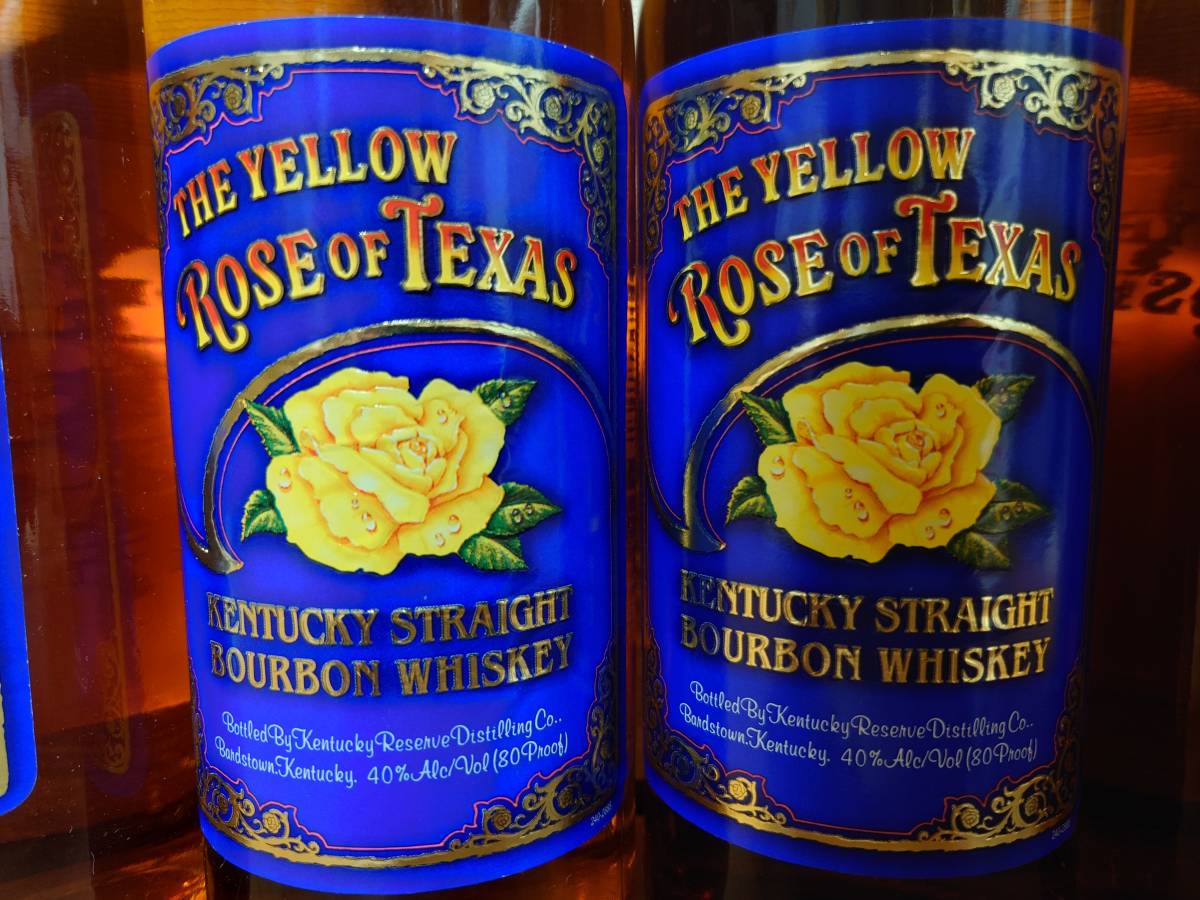 THE YELLOW
ROSE OF TEXAS
KENTUCKY STRAIGHT
BOURBON WHISKEY
Bottled By Kentucky Reserve Distilling Co..
Bardstown. Kentucky. 40% Alc/Vol (80 Proof)
THE YELLOW
ROSE OF TEXAS
KENTUCKY STRAIGHT
BOURBON WHISKEY
Bottled By Kentucky Reserve Distilling Co..
Bardstown. Kentucky. 40% Alc/Vol (80 Proof)